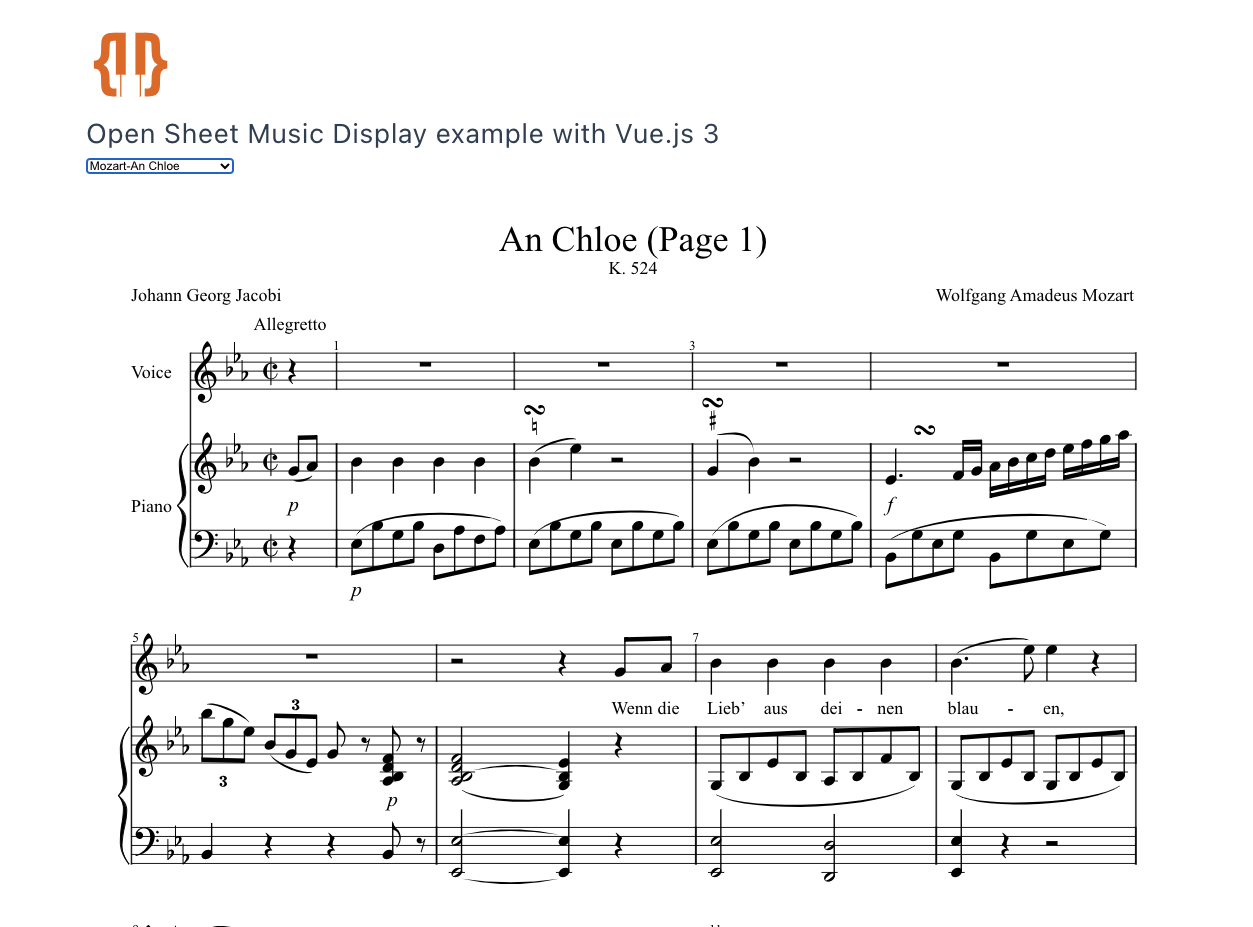 Open Sheet Music Display example with Vue.js 3
Mozart-An Chloe
An Chloe (Page 1)
K. 524
Johann Georg Jacobi
Wolfgang Amadeus Mozart
Allegretto
1
3
Voice
Piano
p
f
p
5
7
Wenn die Lieb’ aus dei - nen blau - en,
3
3
p